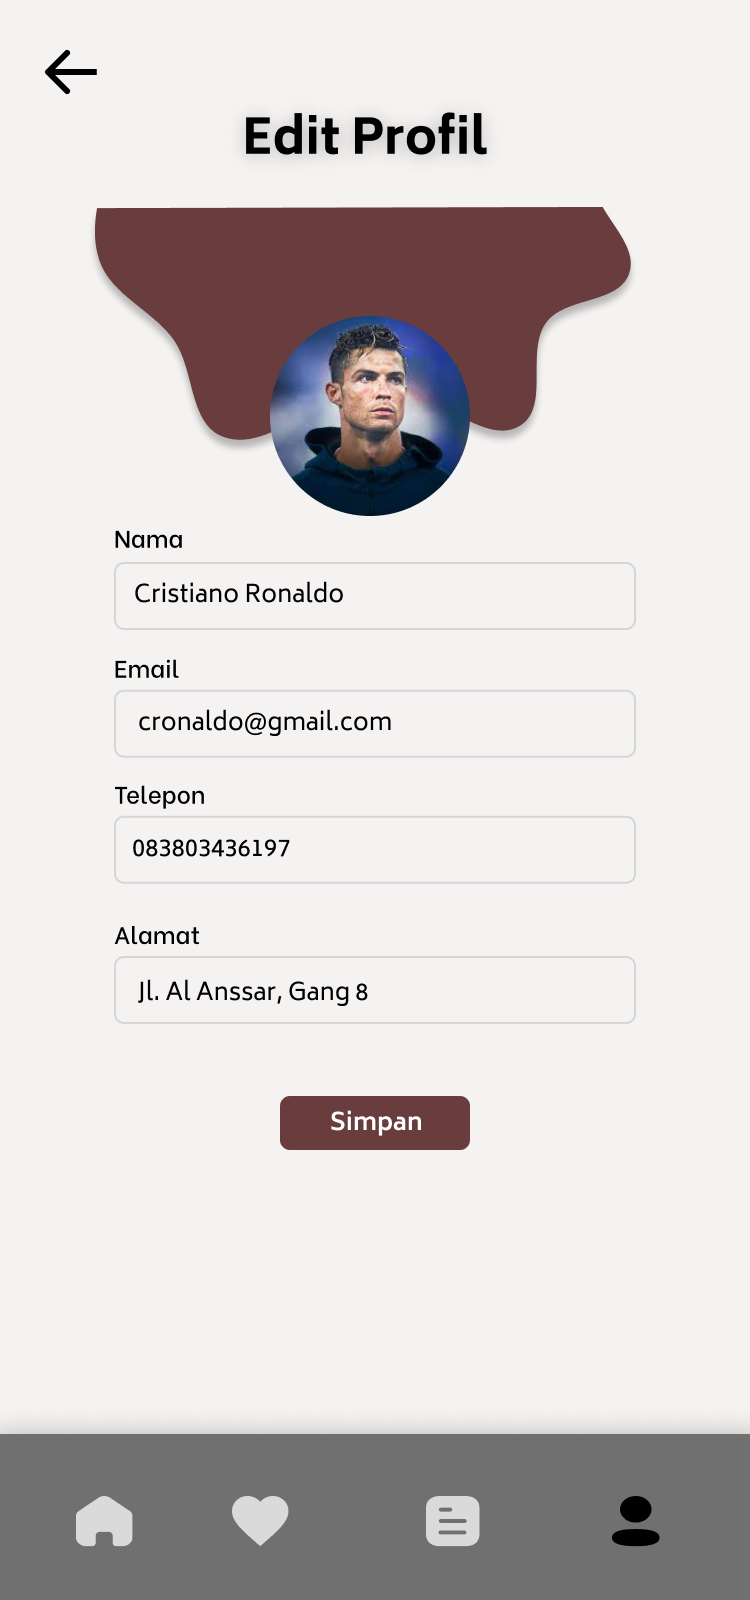 Edit Profil
Nama
Cristiano Ronaldo
Email
cronaldo@gmail.com
Telepon
083803436197
Alamat
Jl. Al Anssar, Gang 8
Simpan